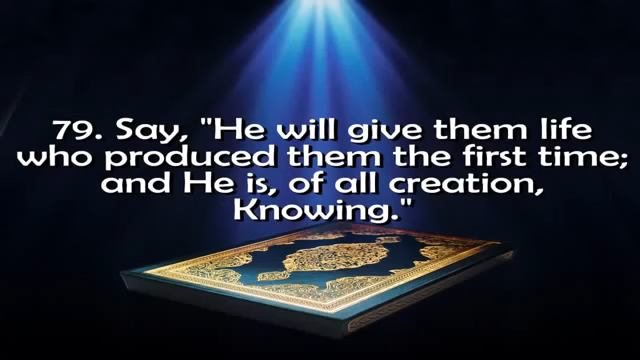 79. Say, "He will give them life
who produced them the first time;
and He is, of all creation,
Knowing."